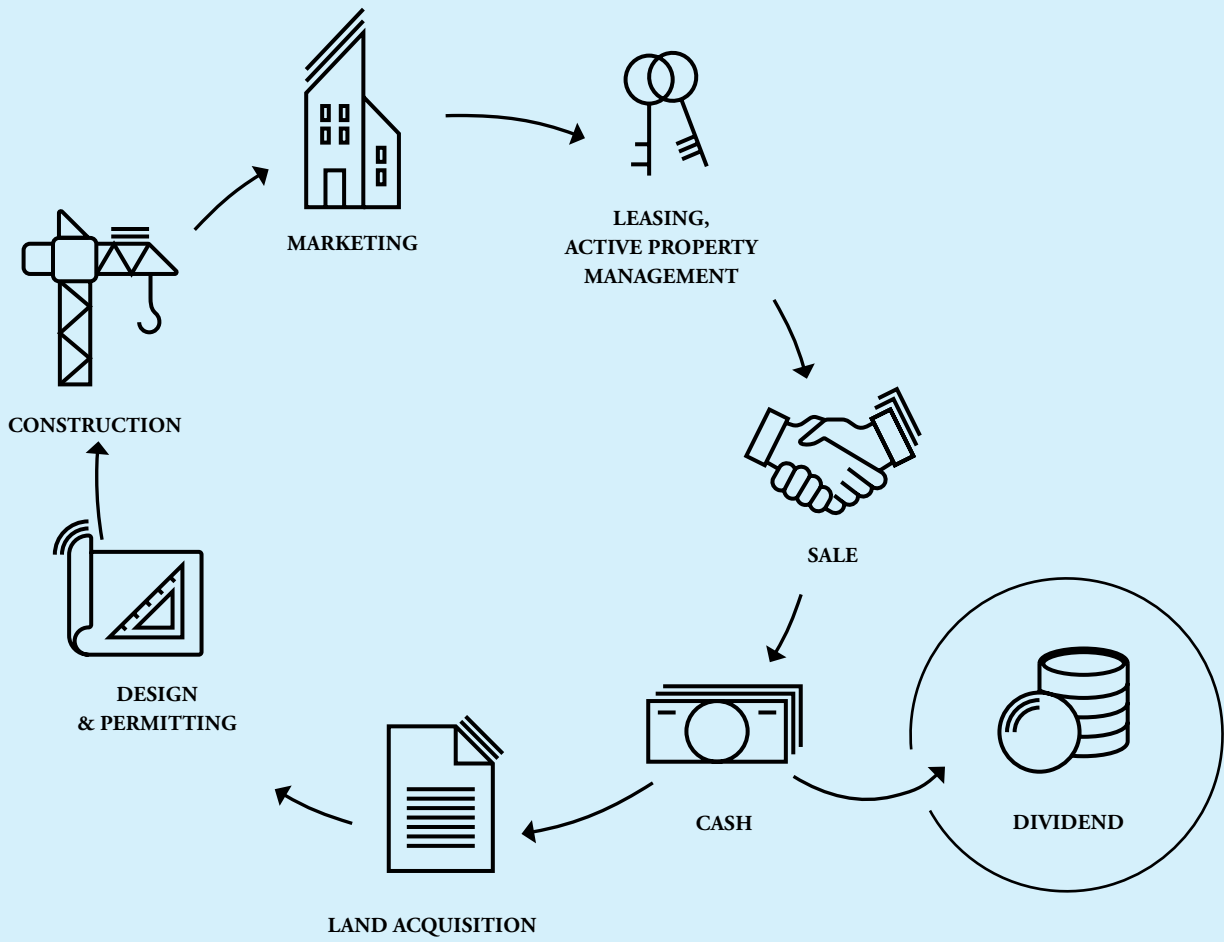 MARKETING
LEASING,
ACTIVE PROPERTY
MANAGEMENT
CONSTRUCTION
SALE
DESIGN
& PERMITTING
CASH
DIVIDEND
LAND ACQUISITION